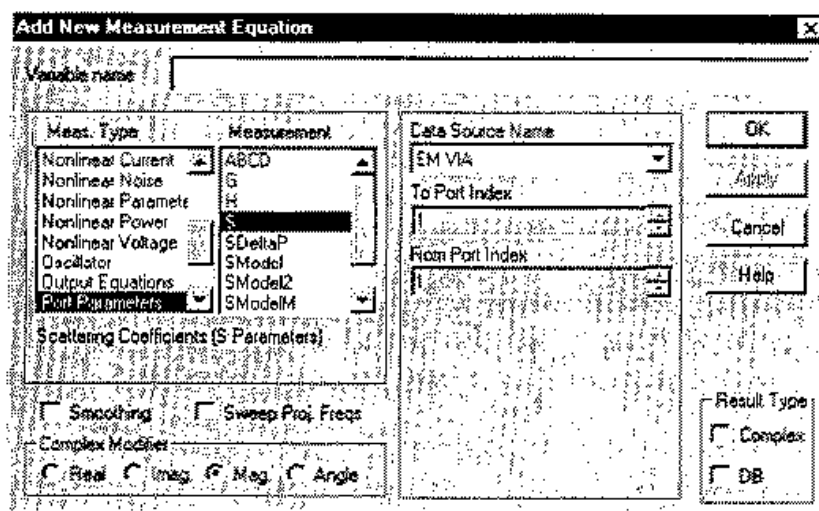 Add New Measurement Equation
Variable name
Meas. Type
Nonlinear Current
Nonlinear Noise
Nonlinear Paramete
Nonlinear Power
Nonlinear Voltage
Oscillator
Output Equations
Port Parameters
Measurement
ABCD
G
H
S
SDeltaP
SModel
SModel2
SModelM
Scattering Coefficients (S Parameters)
Smoothing
Sweep Proj. Freqs
Complex Modifier
Real
Imag.
Mag.
Angle
Data Source Name
EM VIA
To Port Index
1
From Port Index
1
OK
Apply
Cancel
Help
Result Type
Complex
DB